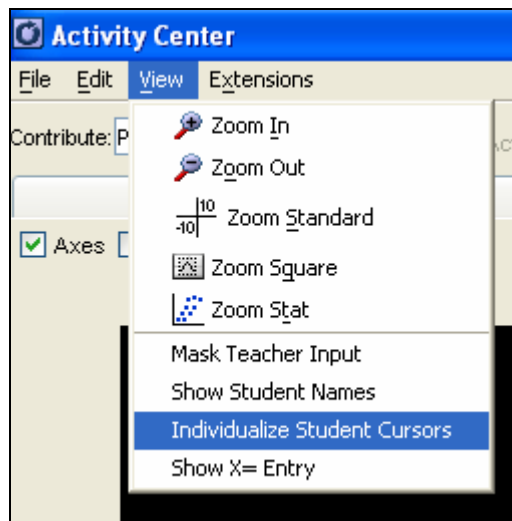 Activity Center
File Edit View Extensions
Contribute: P
Zoom In
Zoom Out
10
-10
Zoom Standard
Axes
Zoom Square
Zoom Stat
Mask Teacher Input
Show Student Names
Individualize Student Cursors
Show X= Entry